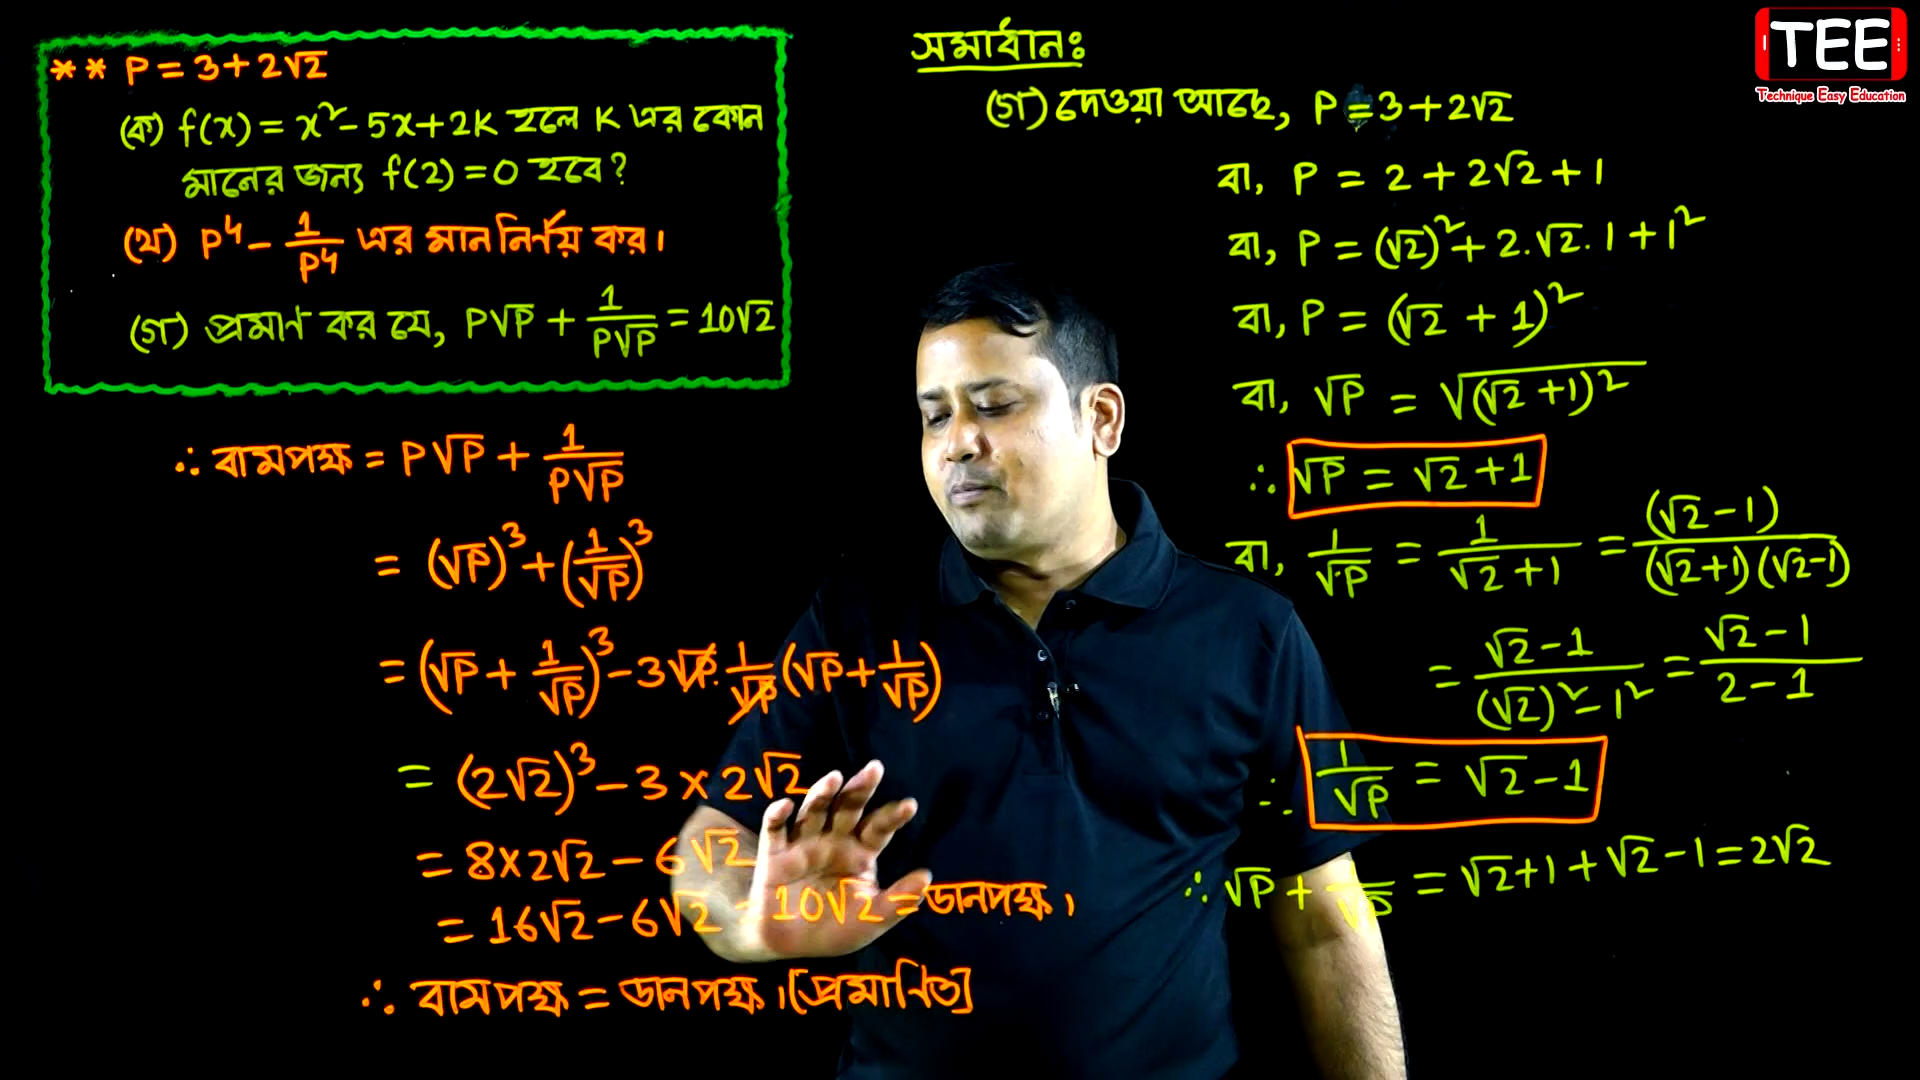 ** P = 3 + 2√2
(ক) f(x) = x² - 5x + 2K হলে K এর কোন
মানের জন্য f(2) = 0 হবে?
(খ) P⁴ - 1/P⁴ এর মান নির্ণয় কর।
(গ) প্রমাণ কর যে, P√P + 1/P√P = 10√2
∴ বামপক্ষ = P√P + 1/P√P
= (√P)³ + (1/√P)³
= (√P + 1/√P)³ - 3√P · 1/√P (√P + 1/√P)
= (2√2)³ - 3 × 2√2
= 8×2√2 - 6√2
= 16√2 - 6√2 = 10√2 = ডানপক্ষ।
∴ বামপক্ষ = ডানপক্ষ। [প্রমাণিত]
সমাধানঃ
(গ) দেওয়া আছে, P = 3 + 2√2
বা, P = 2 + 2√2 + 1
বা, P = (√2)² + 2.√2.1 + 1²
বা, P = (√2 + 1)²
বা, √P = √(√2 + 1)²
∴ √P = √2 + 1
বা, 1/√P = 1/√2+1 = (√2-1)/(√2+1)(√2-1)
= √2-1/(√2)²-1² = √2-1/2-1
∴ 1/√P = √2 - 1
∴ √P + 1/√P = √2+1+√2-1 = 2√2
TEE
Technique Easy Education